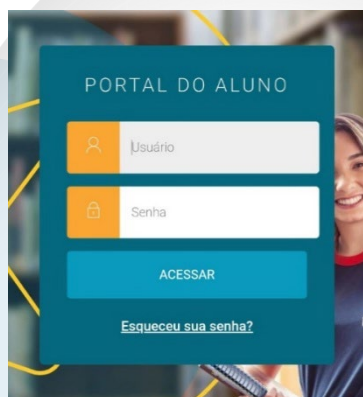 PORTAL DO ALUNO
Usuário
Senha
ACESSAR
Esqueceu sua senha?